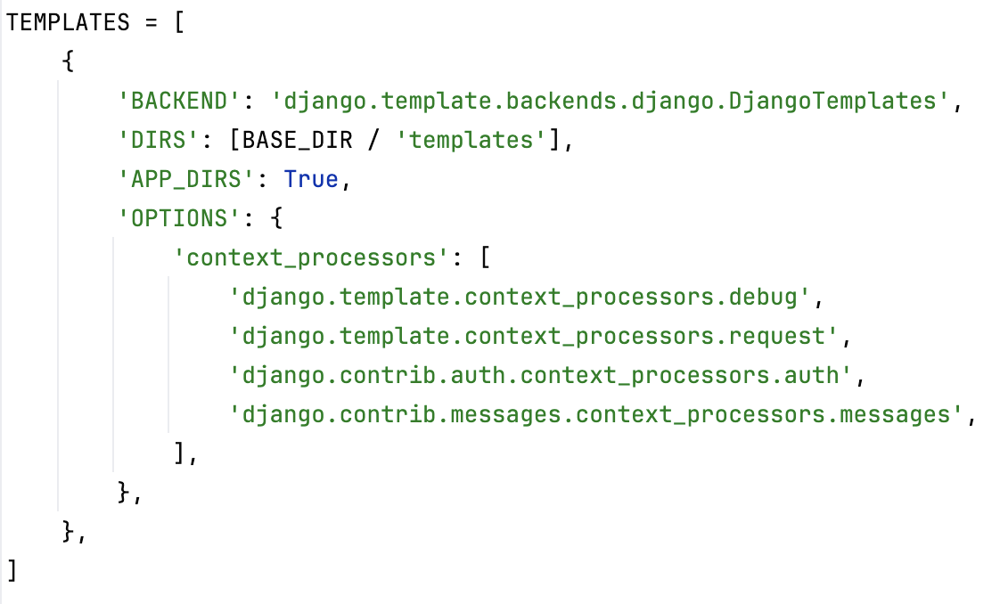 TEMPLATES = [
    {
        'BACKEND': 'django.template.backends.django.DjangoTemplates',
        'DIRS': [BASE_DIR / 'templates'],
        'APP_DIRS': True,
        'OPTIONS': {
            'context_processors': [
                'django.template.context_processors.debug',
                'django.template.context_processors.request',
                'django.contrib.auth.context_processors.auth',
                'django.contrib.messages.context_processors.messages',
            ],
        },
    },
]